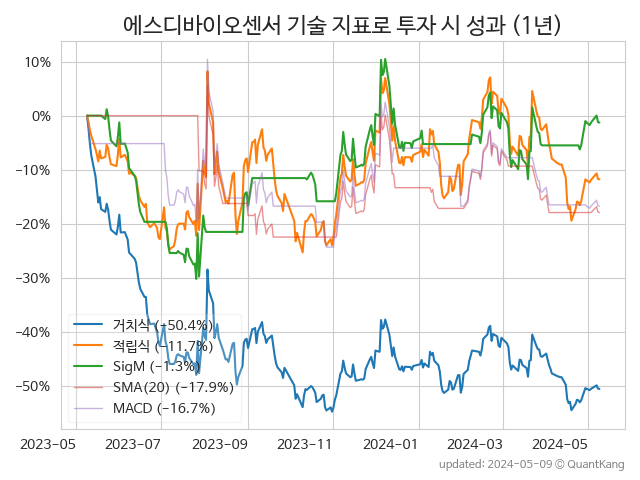 에스디바이오센서 기술 지표로 투자 시 성과 (1년)
10%
0%
−10%
−20%
−30%
−40%
−50%
거치식 (−50.4%)
적립식 (−11.7%)
SigM (−1.3%)
SMA(20) (−17.9%)
MACD (−16.7%)
2023-05 2023-07 2023-09 2023-11 2024-01 2024-03 2024-05
updated: 2024-05-09 © QuantKang